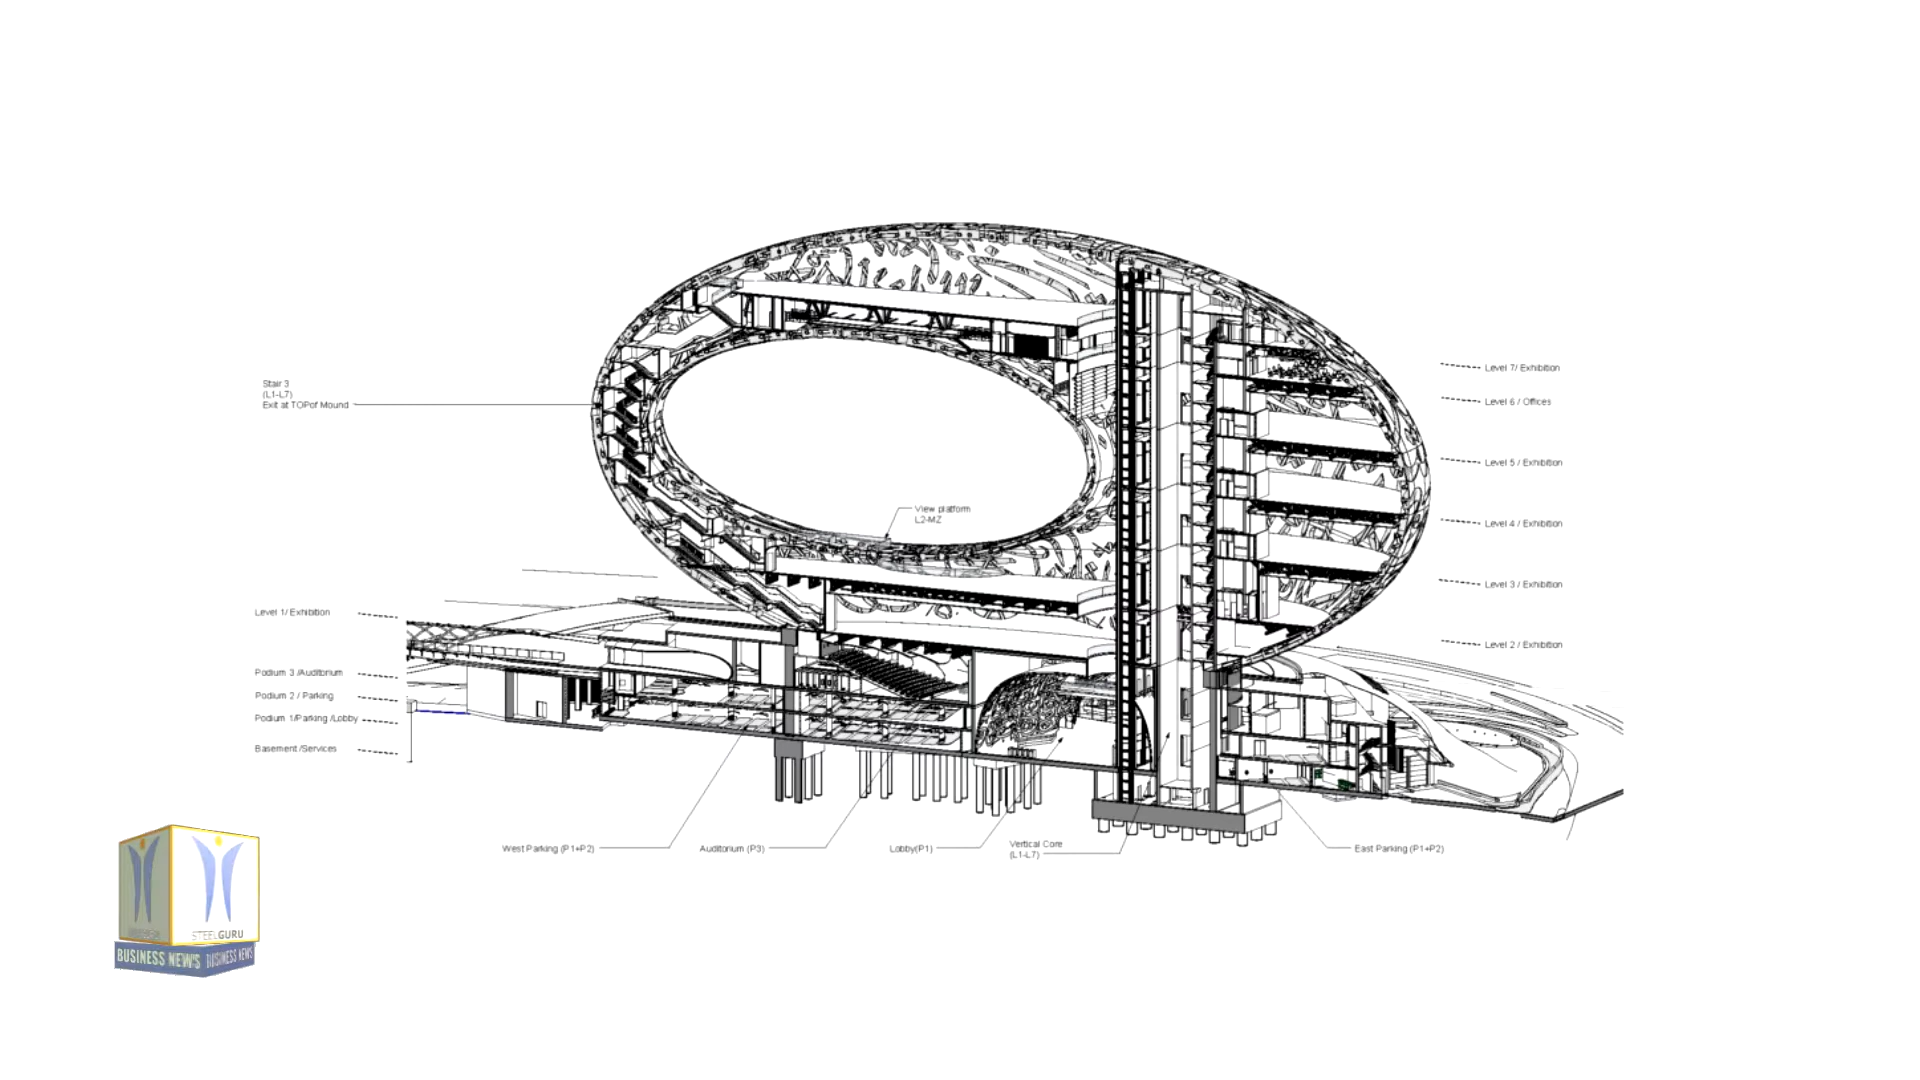 Stair 3
(L1-L7)
Exit at TOPof Mound
View platform
L2-MZ
Level 7/ Exhibition
Level 6 / Offices
Level 5 / Exhibition
Level 4 / Exhibition
Level 3 / Exhibition
Level 2 / Exhibition
Level 1/ Exhibition
Podium 3 /Auditorium
Podium 2 / Parking
Podium 1/Parking /Lobby
Basement /Services
West Parking (P1+P2)
Auditorium (P3)
Lobby(P1)
Vertical Core
(L1-L7)
East Parking (P1+P2)
STEELGURU
BUSINESS NEWS BUSINESS NEWS